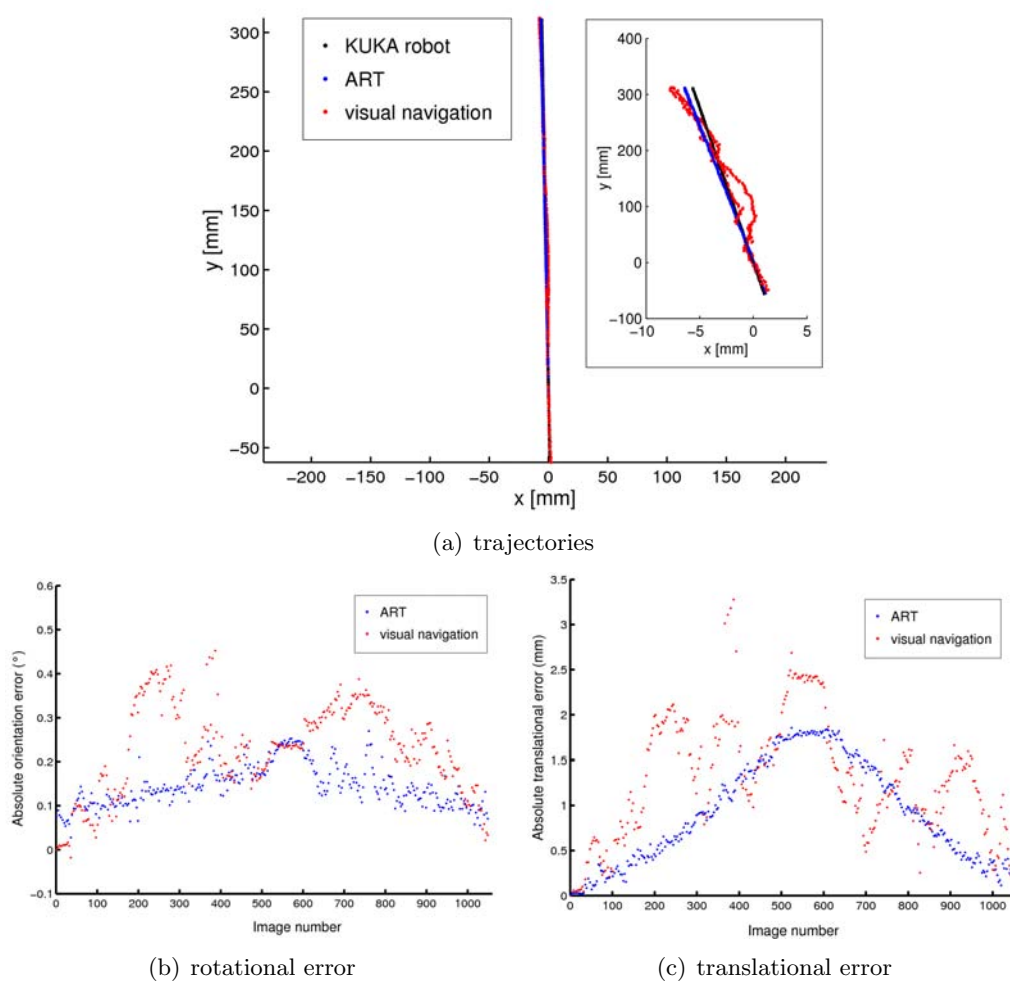 300
250
200
150
100
50
0
−50
y [mm]
−200 −150 −100 −50 0 50 100 150 200
x [mm]
KUKA robot
ART
visual navigation
400
300
200
100
0
−100
y [mm]
−10 −5 0 5
x [mm]
(a) trajectories
0.6
0.5
0.4
0.3
0.2
0.1
0
−0.1
Absolute orientation error (°)
ART
visual navigation
0 100 200 300 400 500 600 700 800 900 1000
Image number
(b) rotational error
3.5
3
2.5
2
1.5
1
0.5
0
Absolute translational error (mm)
ART
visual navigation
0 100 200 300 400 500 600 700 800 900 1000
Image number
(c) translational error